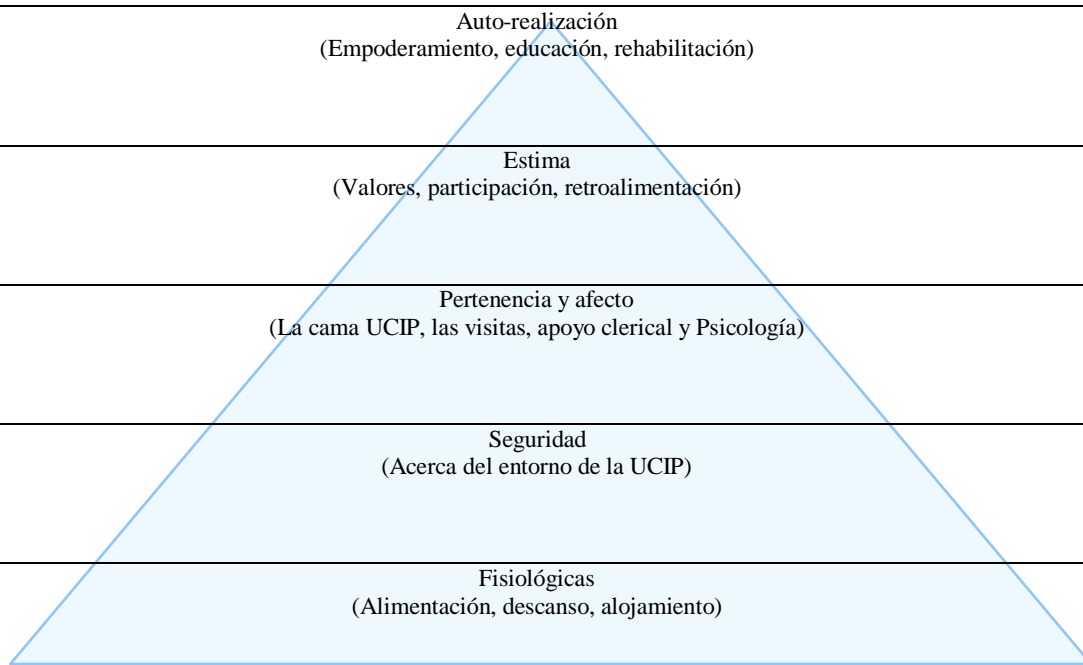 Auto-realización
(Empoderamiento, educación, rehabilitación)
Estima
(Valores, participación, retroalimentación)
Pertenencia y afecto
(La cama UCIP, las visitas, apoyo clerical y Psicología)
Seguridad
(Acerca del entorno de la UCIP)
Fisiológicas
(Alimentación, descanso, alojamiento)